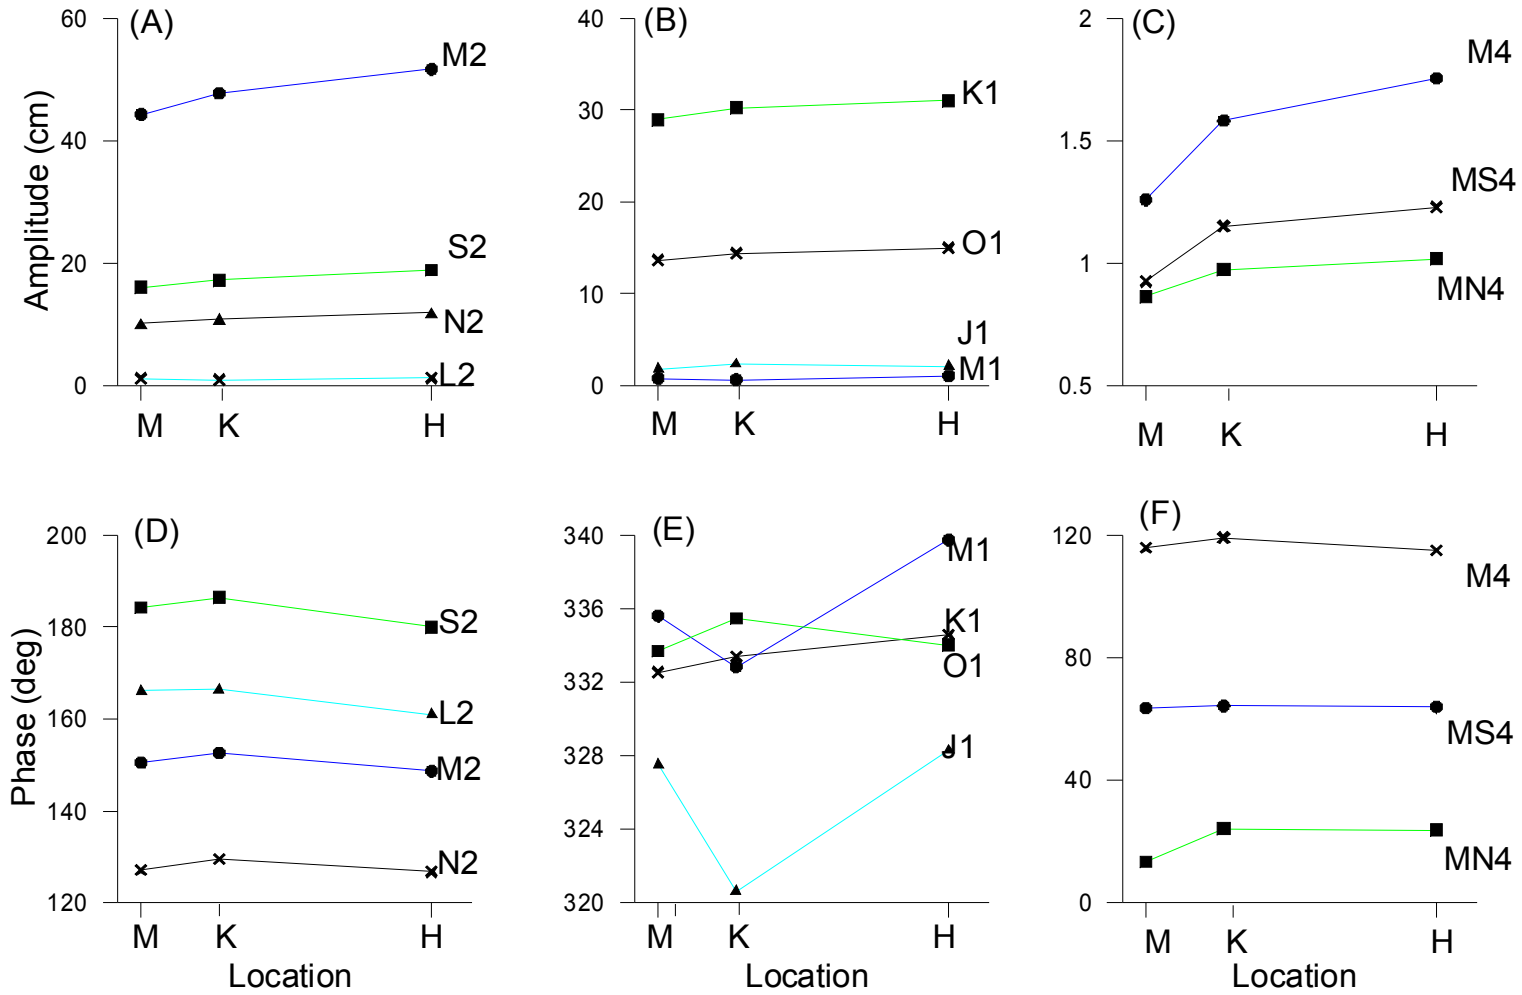 (A)
60
40
20
0
Amplitude (cm)
M2
S2
N2
L2
M K H
(B)
40
30
20
10
0
K1
O1
J1
M1
M K H
(C)
2
1.5
1
0.5
M4
MS4
MN4
M K H
(D)
200
180
160
140
120
Phase (deg)
S2
L2
M2
N2
M K H
Location
(E)
340
336
332
328
324
320
M1
K1
O1
J1
M K H
(F)
120
80
40
0
M4
MS4
MN4
M K H
Location